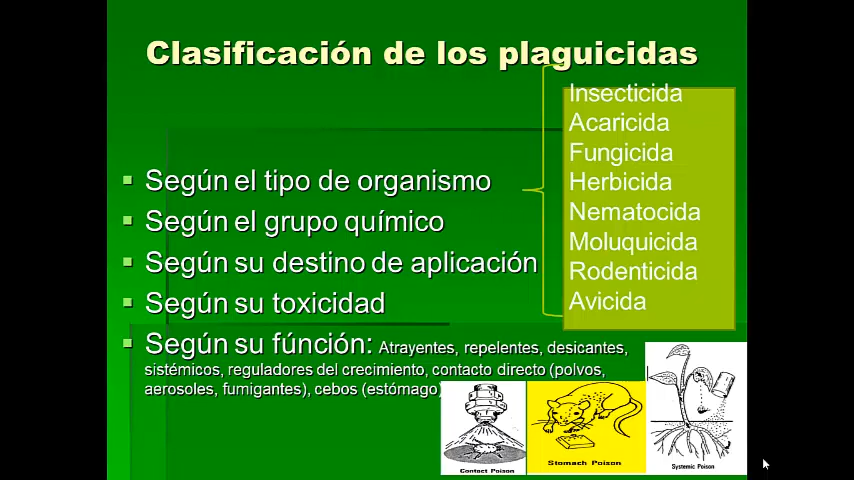 Clasificación de los plaguicidas
Según el tipo de organismo
Según el grupo químico
Según su destino de aplicación
Según su toxicidad
Según su fúnción: Atrayentes, repelentes, desicantes,
sistémicos, reguladores del crecimiento, contacto directo (polvos,
aerosoles, fumigantes), cebos (estómago)
Insecticida
Acaricida
Fungicida
Herbicida
Nematocida
Moluquicida
Rodenticida
Avicida
Contact Poison
Stomach Poison
Systemic Poison